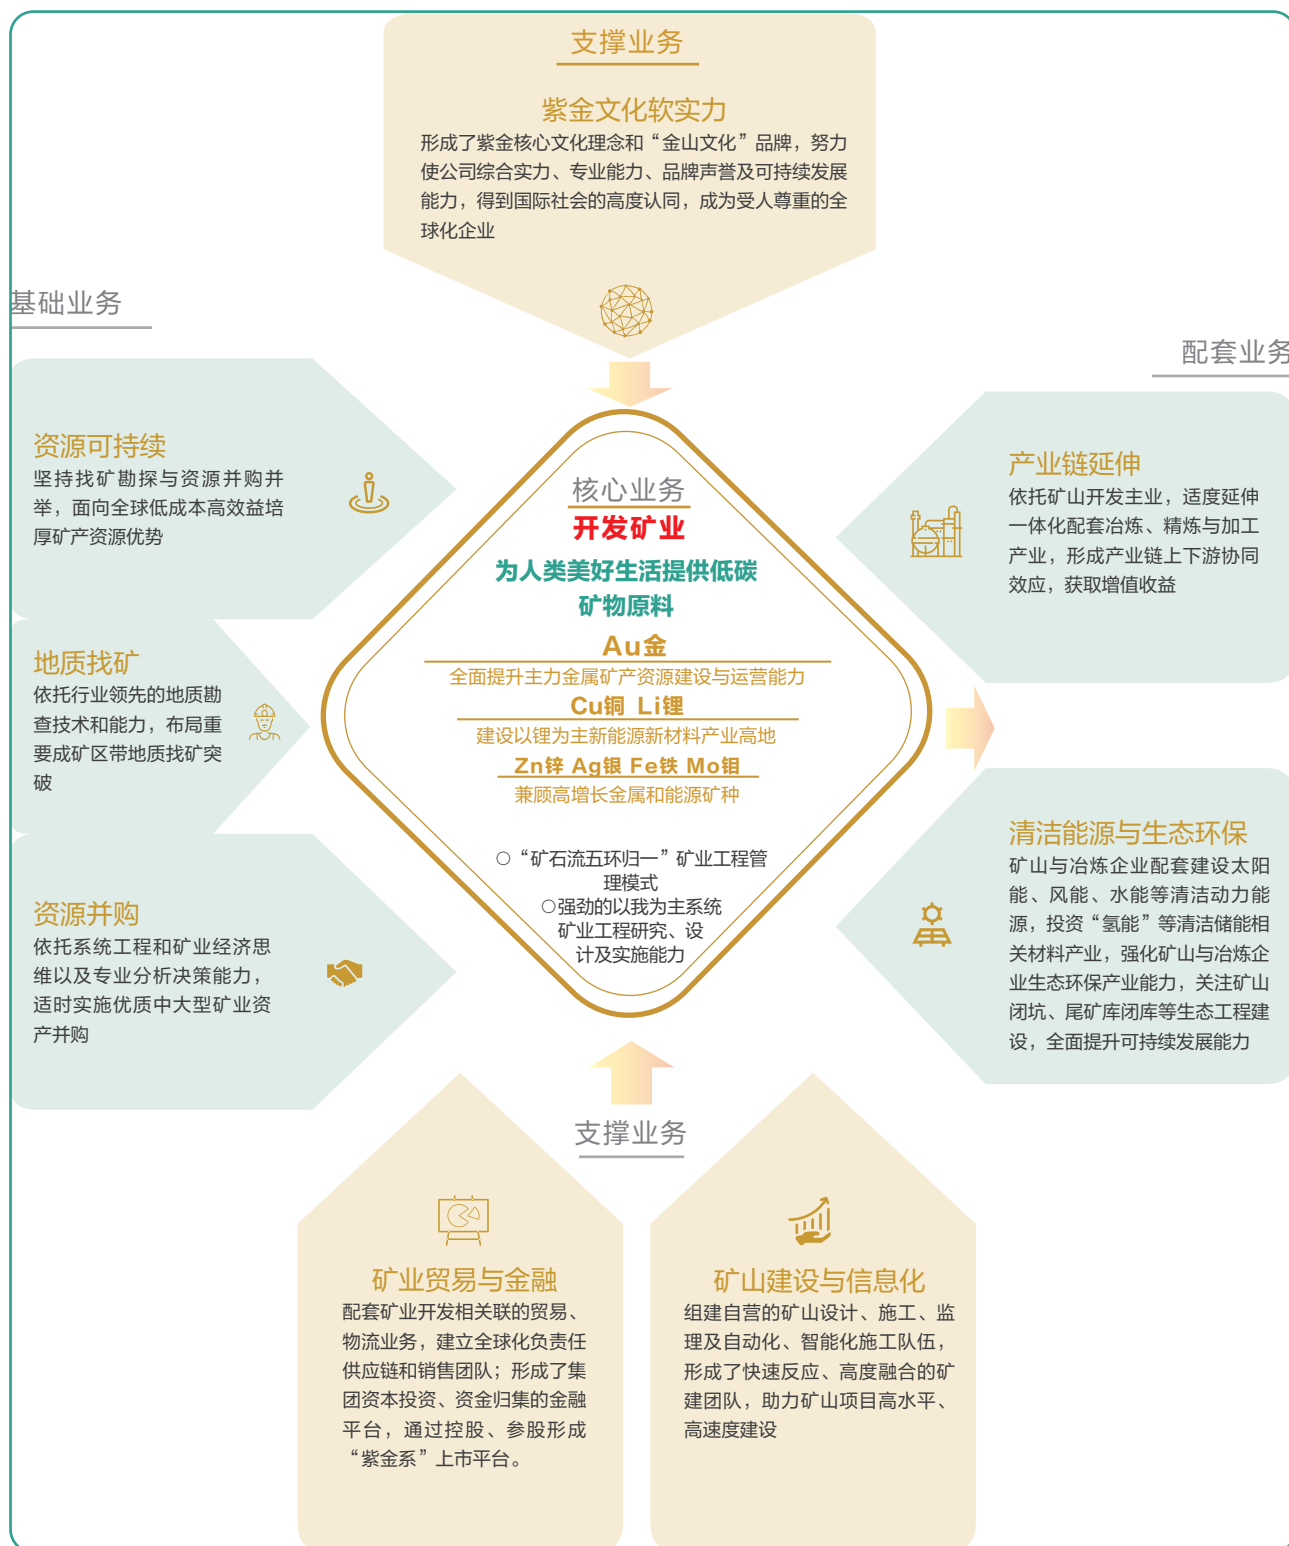 支撑业务
紫金文化软实力
形成了紫金核心文化理念和“金山文化”品牌，努力
使公司综合实力、专业能力、品牌声誉及可持续发展
能力，得到国际社会的高度认同，成为受人尊重的全
球化企业
基础业务
资源可持续
坚持找矿勘探与资源并购并
举，面向全球低成本高效益培
厚矿产资源优势
地质找矿
依托行业领先的地质勘
查技术和能力，布局重
要成矿区带地质找矿突
破
资源并购
依托系统工程和矿业经济思
维以及专业分析决策能力，
适时实施优质中大型矿业资
产并购
核心业务
开发矿业
为人类美好生活提供低碳
矿物原料
Au金
全面提升主力金属矿产资源建设与运营能力
Cu铜 Li锂
建设以锂为主新能源新材料产业高地
Zn锌 Ag银 Fe铁 Mo钼
兼顾高增长金属和能源矿种
○“矿石流五环归一”矿业工程管
理模式
○强劲的以我为主系统
矿业工程研究、设
计及实施能力
配套业务
产业链延伸
依托矿山开发主业，适度延伸
一体化配套冶炼、精炼与加工
产业，形成产业链上下游协同
效应，获取增值收益
清洁能源与生态环保
矿山与冶炼企业配套建设太阳
能、风能、水能等清洁动力能
源，投资“氢能”等清洁储能相
关材料产业，强化矿山与冶炼企
业生态环保产业能力，关注矿山
闭坑、尾矿库闭库等生态工程建
设，全面提升可持续发展能力
支撑业务
矿业贸易与金融
配套矿业开发相关联的贸易、
物流业务，建立全球化负责任
供应链和销售团队；形成了集
团资本投资、资金归集的金融
平台，通过控股、参股形成
“紫金系”上市平台。
矿山建设与信息化
组建自营的矿山设计、施工、监
理及自动化、智能化施工队伍，
形成了快速反应、高度融合的矿
建团队，助力矿山项目高水平、
高速度建设